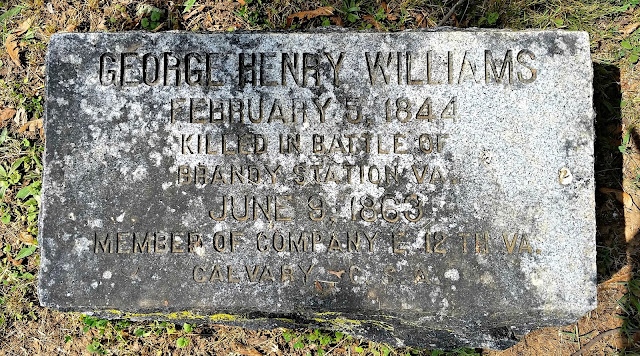 GEORGE HENRY WILLIAMS
FEBRUARY 5, 1844
KILLED IN BATTLE OF
BRANDY STATION VA.
JUNE 9, 1863
MEMBER OF COMPANY E, 12 TH VA.
CALVARY, C. S. A.